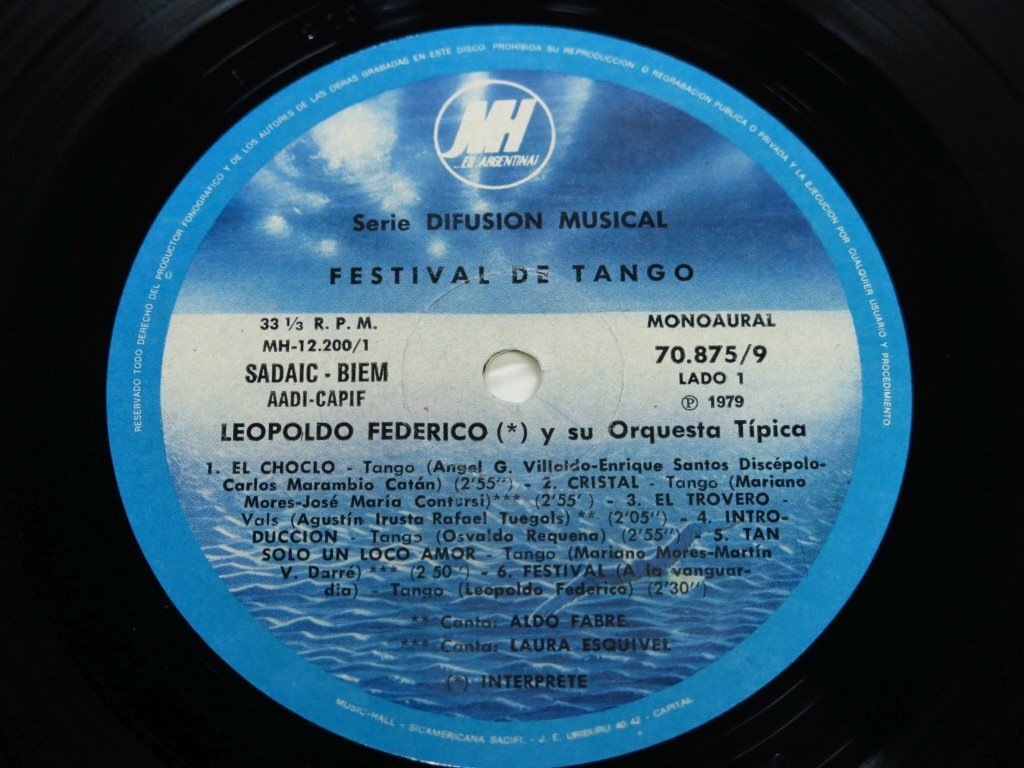 RESERVADO TODO DERECHO DEL PRODUCTOR FONOGRAFICO Y DE LOS AUTORES DE LAS OBRAS GRABADAS EN ESTE DISCO. PROHIBIDA SU REPRODUCCION O REGRABACION PUBLICA O PRIVADA Y LA EJECUCION POR CUALQUIER USUARIO Y PROCEDIMIENTO.
MH
...ES ARGENTINA!
Serie DIFUSION MUSICAL
FESTIVAL DE TANGO
33 ⅓ R. P. M.
MH-12.200/1
SADAIC - BIEM
AADI-CAPIF
MONOAURAL
70.875/9
LADO 1
℗ 1979
LEOPOLDO FEDERICO (*) y su Orquesta Típica
1. EL CHOCLO - Tango (Angel G. Villoldo-Enrique Santos Discépolo-
Carlos Marambio Catán) (2'55") - 2. CRISTAL - Tango (Mariano
Mores-José María Contursi)*** (2'55') - 3. EL TROVERO -
Vals (Agustín Irusta Rafael Tuegols) ** (2'05") - 4. INTRO-
DUCCION - Tango (Osvaldo Requena) (2'55") - 5. TAN
SOLO UN LOCO AMOR - Tango (Mariano Mores-Martín
V. Darré) *** (2 50") - 6. FESTIVAL (A la vanguar-
dia) - Tango (Leopoldo Federico) (2'30")
** Canta: ALDO FABRE
*** Canta: LAURA ESQUIVEL
(*) INTERPRETE
MUSIC-HALL - SICAMERICANA SACIFI. - J. E. URIBURU 40 42 - CAPITAL